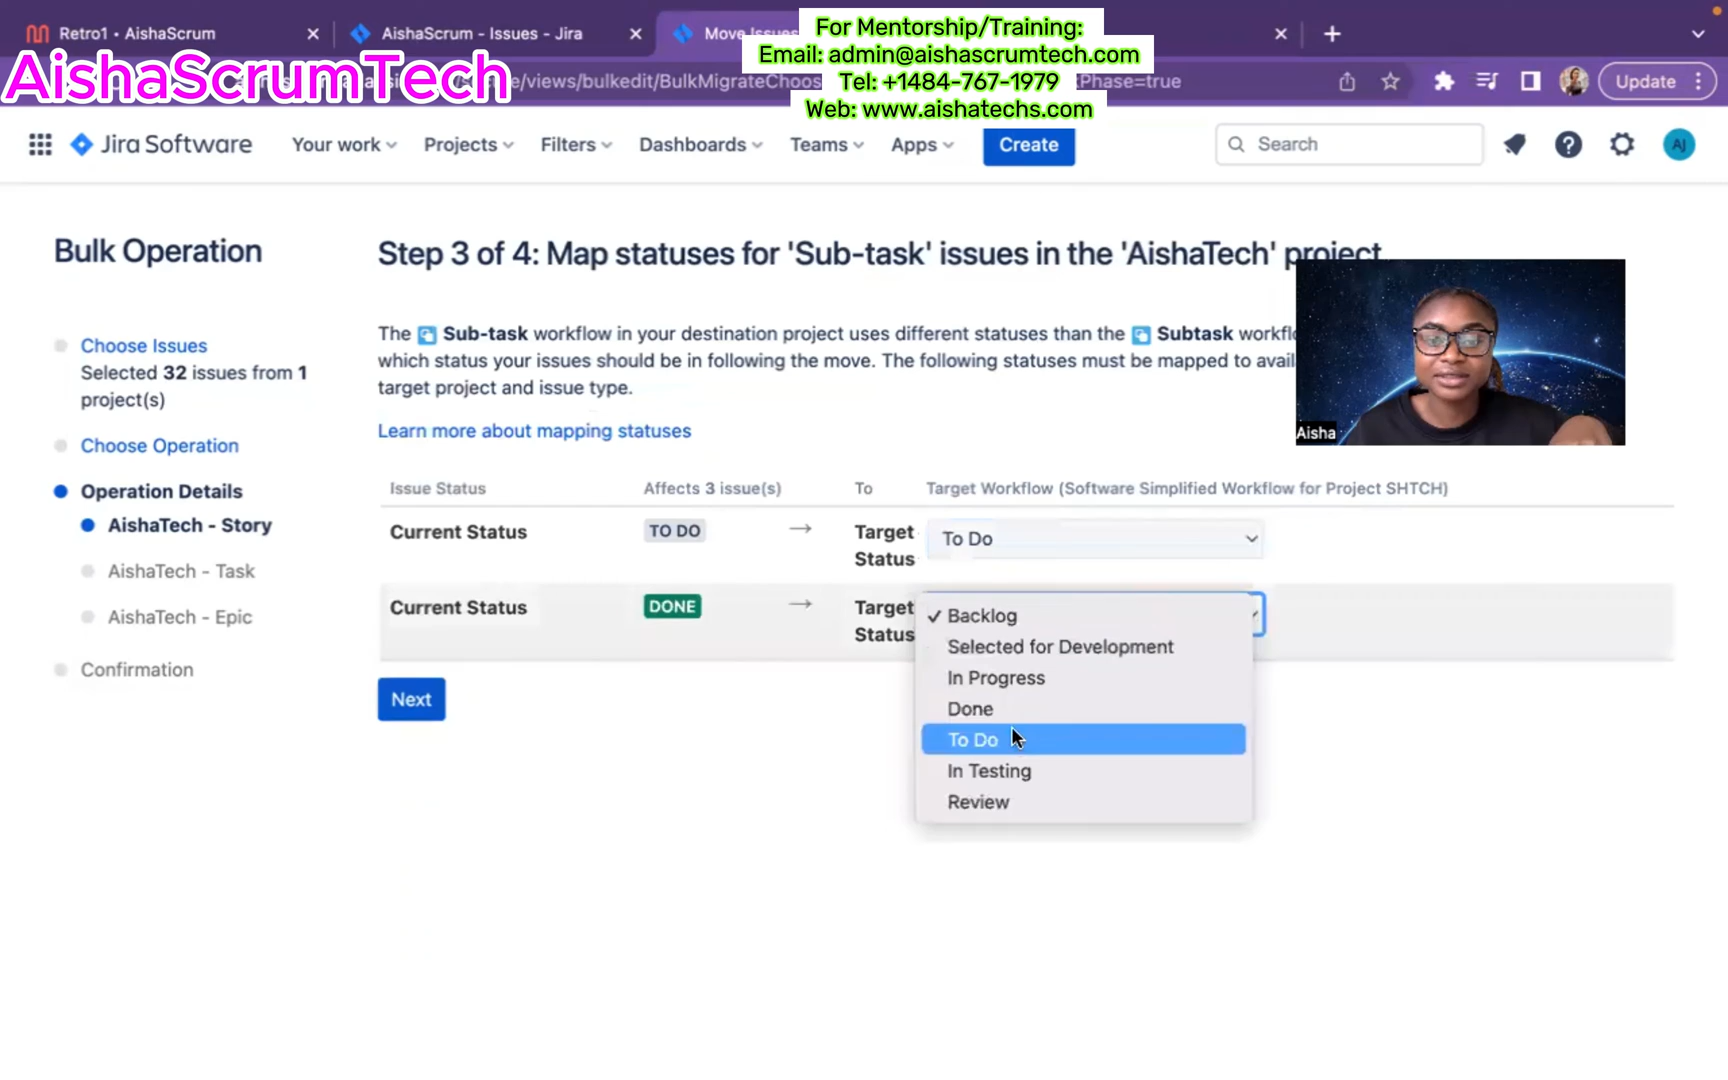 Retro1 • AishaScrum
AishaScrum - Issues - Jira
Move Issues
For Mentorship/Training:
Email: admin@aishascrumtech.com
Tel: +1484-767-1979
Web: www.aishatechs.com
AishaScrumTech
/views/bulkedit/BulkMigrateChoos
Phase=true
Update
Jira Software
Your work
Projects
Filters
Dashboards
Teams
Apps
Create
Search
AJ
Bulk Operation
Choose Issues
Selected 32 issues from 1
project(s)
Choose Operation
Operation Details
AishaTech - Story
AishaTech - Task
AishaTech - Epic
Confirmation
Step 3 of 4: Map statuses for 'Sub-task' issues in the 'AishaTech' project
The Sub-task workflow in your destination project uses different statuses than the Subtask workfl
which status your issues should be in following the move. The following statuses must be mapped to avai
target project and issue type.
Learn more about mapping statuses
Aisha
Issue Status
Affects 3 issue(s)
To
Target Workflow (Software Simplified Workflow for Project SHTCH)
Current Status
TO DO
→
Target
Status
To Do
Current Status
DONE
→
Target
Status
✓ Backlog
Selected for Development
In Progress
Done
To Do
In Testing
Review
Next